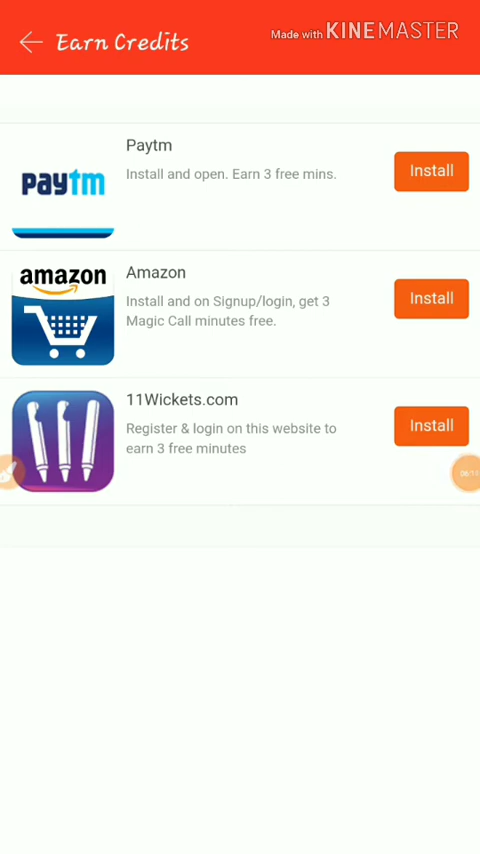 Earn Credits
Made with KINEMASTER
Paytm
Install and open. Earn 3 free mins.
Install
paytm
Amazon
Install and on Signup/login, get 3
Magic Call minutes free.
Install
amazon
11Wickets.com
Register & login on this website to
earn 3 free minutes
Install